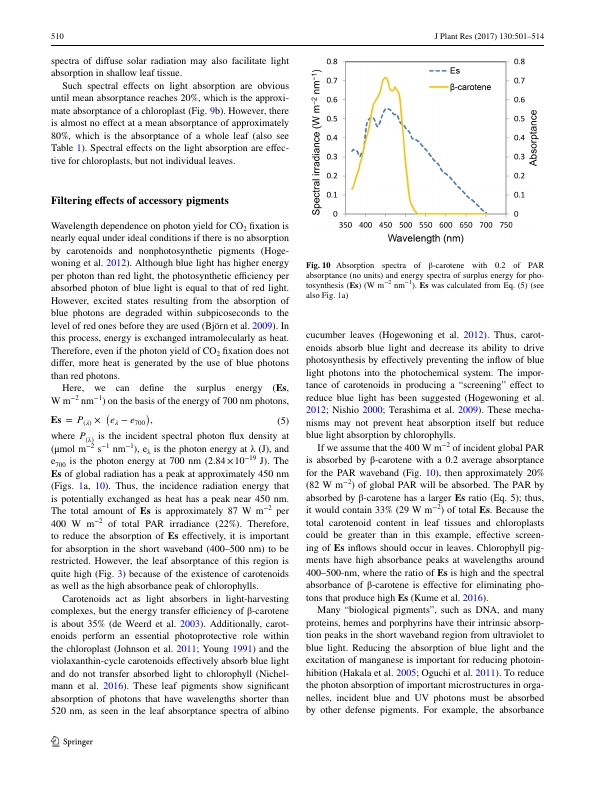 510
J Plant Res (2017) 130:501–514
spectra of diffuse solar radiation may also facilitate light
absorption in shallow leaf tissue.
Such spectral effects on light absorption are obvious
until mean absorptance reaches 20%, which is the approxi-
mate absorptance of a chloroplast (Fig. 9b). However, there
is almost no effect at a mean absorptance of approximately
80%, which is the absorptance of a whole leaf (also see
Table 1). Spectral effects on light absorption are effec-
tive for chloroplasts, but not individual leaves.
Filtering effects of accessory pigments
Wavelength dependence on photon yield for CO2 fixation is
nearly equal under ideal conditions if there is no absorption
by carotenoids and nonphotosynthetic pigments (Hoge-
woning et al. 2012). Although blue light has higher energy
per photon than red light, the photosynthetic efficiency per
absorbed photon of blue light is equal to that of red light.
However, excited states resulting from the absorption of
blue photons are degraded within subpicoseconds to the
level of red ones before they are used (Björn et al. 2009). In
this process, energy is exchanged intramolecularly as heat.
Therefore, even if the photon yield of CO2 fixation does not
differ, more heat is generated by the use of blue photons
than red photons.
Here, we can define the surplus energy (Es,
W m−2 nm−1) on the basis of the energy of 700 nm photons,
Es = P(λ) × (eλ − e700), (5)
where P(λ) is the incident spectral photon flux density at
(μmol m−2 s−1 nm−1), eλ is the photon energy at λ (J), and
e700 is the photon energy at 700 nm (2.84 × 10−19 J). The
Es of global radiation has a peak at approximately 450 nm
(Figs. 1a, 10). Thus, the incidence radiation energy that
is potentially exchanged as heat has a peak near 450 nm.
The total amount of Es is approximately 87 W m−2 per
400 W m−2 of total PAR irradiance (22%). Therefore,
to reduce the absorption of Es effectively, it is important
for absorption in the short waveband (400–500 nm) to be
restricted. However, the leaf absorptance of this region is
quite high (Fig. 3) because of the existence of carotenoids
as well as the high absorbance peak of chlorophylls.
Carotenoids act as light absorbers in light-harvesting
complexes, but the energy transfer efficiency of β-carotene
is about 35% (de Weerd et al. 2003). Additionally, carot-
enoids perform an essential photoprotective role within
the chloroplast (Johnson et al. 2011; Young 1991) and the
violaxanthin-cycle carotenoids effectively absorb blue light
and do not transfer absorbed light to chlorophyll (Nichel-
mann et al. 2016). These leaf pigments show significant
absorption of photons that have wavelengths shorter than
520 nm, as seen in the leaf absorptance spectra of albino
0.8
0.7
0.6
0.5
0.4
0.3
0.2
0.1
0
Spectral irradiance (W m−2 nm−1)
Es
β-carotene
0.8
0.7
0.6
0.5
0.4
0.3
0.2
0.1
0
Absorptance
350 400 450 500 550 600 650 700 750
Wavelength (nm)
Fig. 10 Absorption spectra of β-carotene with 0.2 of PAR
absorptance (no units) and energy spectra of surplus energy for pho-
tosynthesis (Es) (W m−2 nm−1). Es was calculated from Eq. (5) (see
also Fig. 1a)
cucumber leaves (Hogewoning et al. 2012). Thus, carot-
enoids absorb blue light and decrease its ability to drive
photosynthesis by effectively preventing the inflow of blue
light photons into the photochemical system. The impor-
tance of carotenoids in producing a “screening” effect to
reduce blue light has been suggested (Hogewoning et al.
2012; Nishio 2000; Terashima et al. 2009). These mecha-
nisms may not prevent heat absorption itself but reduce
blue light absorption by chlorophylls.
If we assume that the 400 W m−2 of incident global PAR
is absorbed by β-carotene with a 0.2 average absorptance
for the PAR waveband (Fig. 10), then approximately 20%
(82 W m−2) of global PAR will be absorbed. The PAR by
absorbed by β-carotene has a larger Es ratio (Eq. 5); thus,
it would contain 33% (29 W m−2) of total Es. Because the
total carotenoid content in leaf tissues and chloroplasts
could be greater than in this example, effective screen-
ing of Es inflows should occur in leaves. Chlorophyll pig-
ments have high absorbance peaks at wavelengths around
400–500-nm, where the ratio of Es is high and the spectral
absorbance of β-carotene is effective for eliminating pho-
tons that produce high Es (Kume et al. 2016).
Many “biological pigments”, such as DNA, and many
proteins, hemes and porphyrins have their intrinsic absorp-
tion peaks in the short waveband region from ultraviolet to
blue light. Reducing the absorption of blue light and the
excitation of manganese is important for reducing photoin-
hibition (Hakala et al. 2005; Oguchi et al. 2011). To reduce
the photon absorption of important microstructures in orga-
nelles, incident blue and UV photons must be absorbed
by other defense pigments. For example, the absorbance
Springer